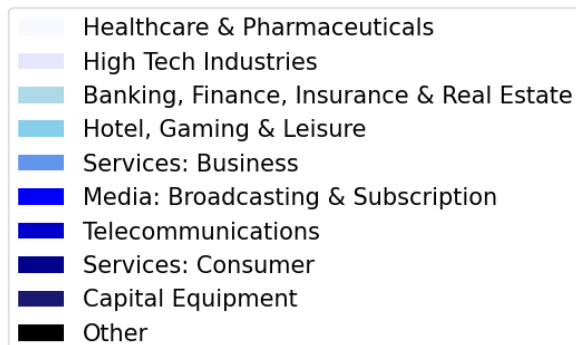 Healthcare & Pharmaceuticals
High Tech Industries
Banking, Finance, Insurance & Real Estate
Hotel, Gaming & Leisure
Services: Business
Media: Broadcasting & Subscription
Telecommunications
Services: Consumer
Capital Equipment
Other